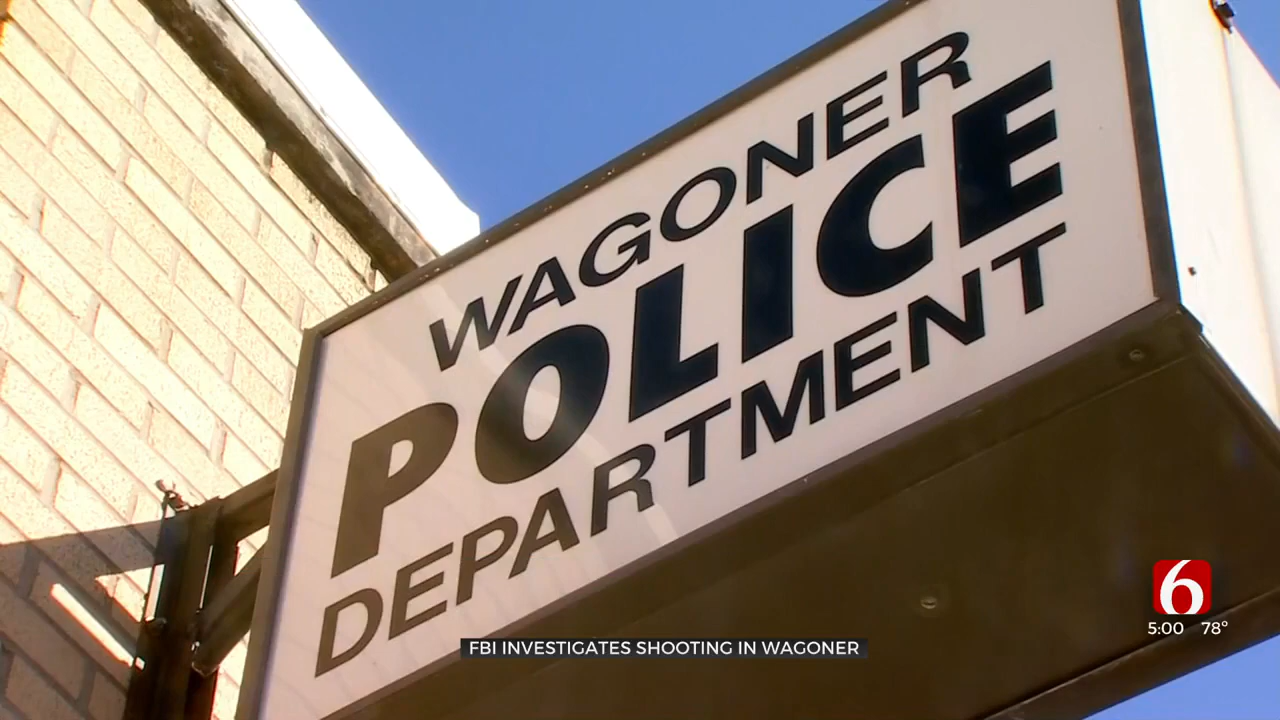 WAGONER
POLICE
DEPARTMENT
6
5:00 78°
FBI INVESTIGATES SHOOTING IN WAGONER